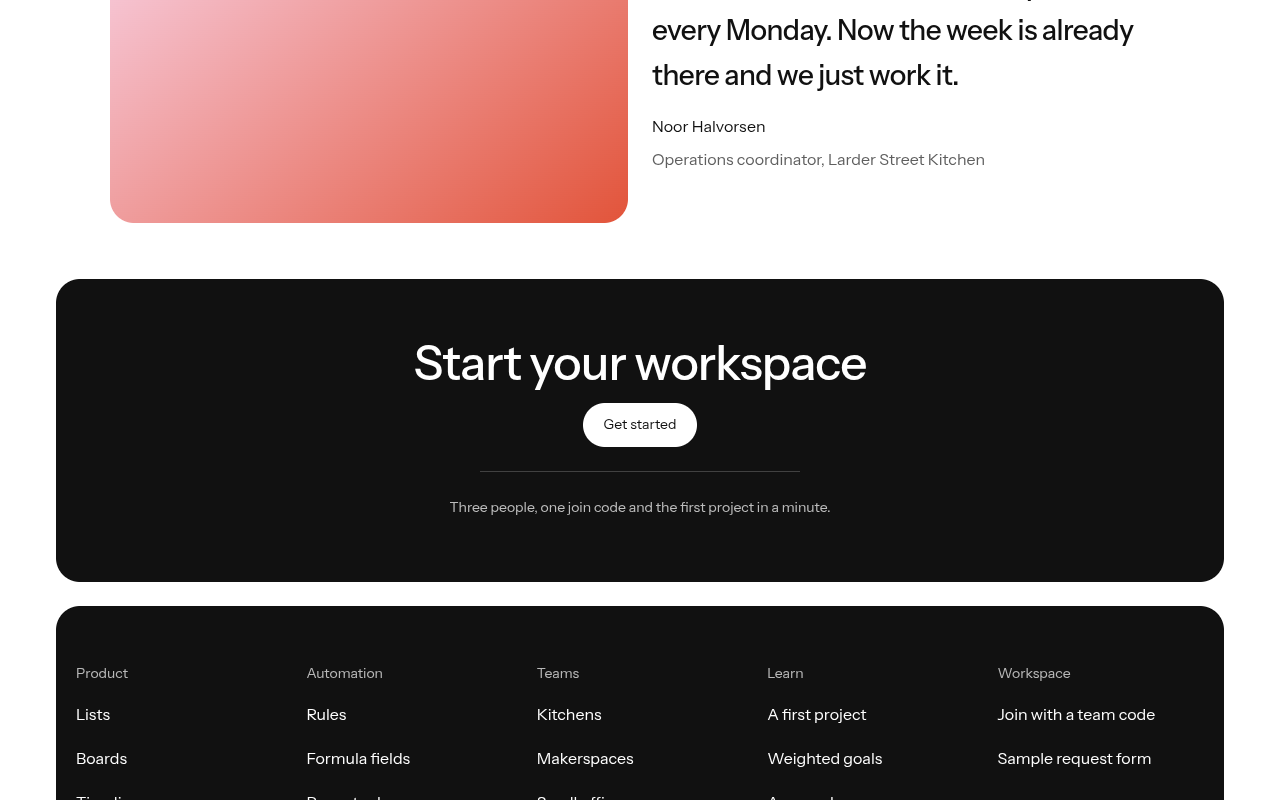 every Monday. Now the week is already
there and we just work it.
Noor Halvorsen
Operations coordinator, Larder Street Kitchen
Start your workspace
Get started
Three people, one join code and the first project in a minute.
Product
Automation
Teams
Learn
Workspace
Lists
Rules
Kitchens
A first project
Join with a team code
Boards
Formula fields
Makerspaces
Weighted goals
Sample request form